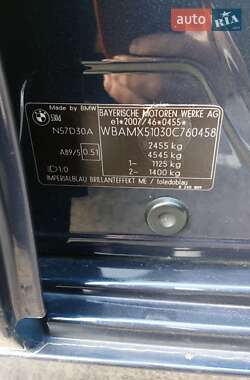 RIA.com
Made by BMW
530d
N57D30A
A89/5 0.51
1.0
BAYERISCHE MOTOREN WERKE AG
e1*2007/46*0455*
WBAMX51030C760458
2455 kg
4545 kg
1– 1125 kg
2– 1400 kg
IMPERIALBLAU BRILLANTEFFEKT ME / toledoblau